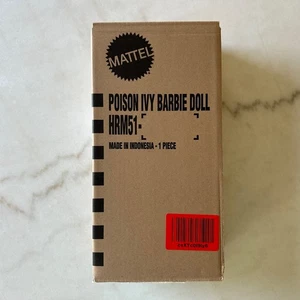 MATTEL
POISON IVY BARBIE DOLL
HRM51-
MADE IN INDONESIA - 1 PIECE